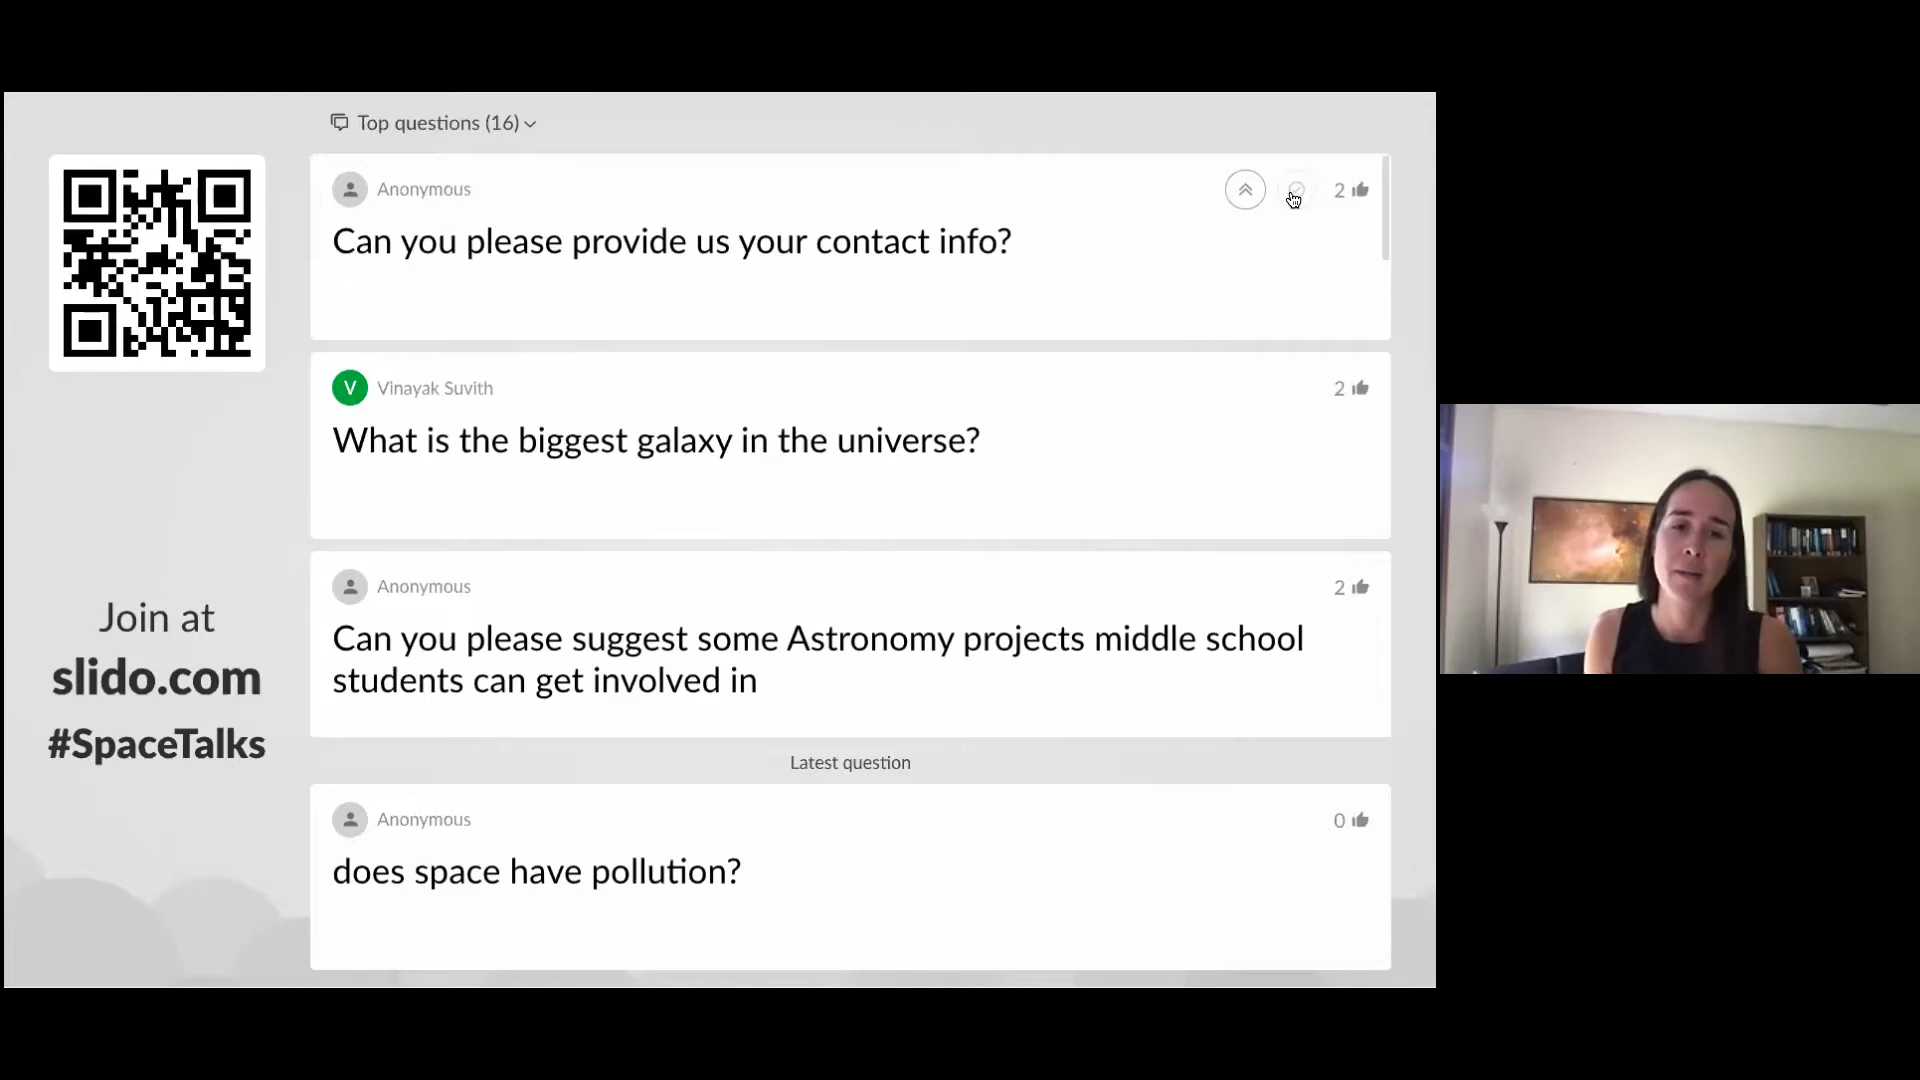 Top questions (16)
Anonymous
2
Can you please provide us your contact info?
V
Vinayak Suvith
2
What is the biggest galaxy in the universe?
Anonymous
2
Can you please suggest some Astronomy projects middle school
students can get involved in
Latest question
Anonymous
0
does space have pollution?
Join at
slido.com
#SpaceTalks